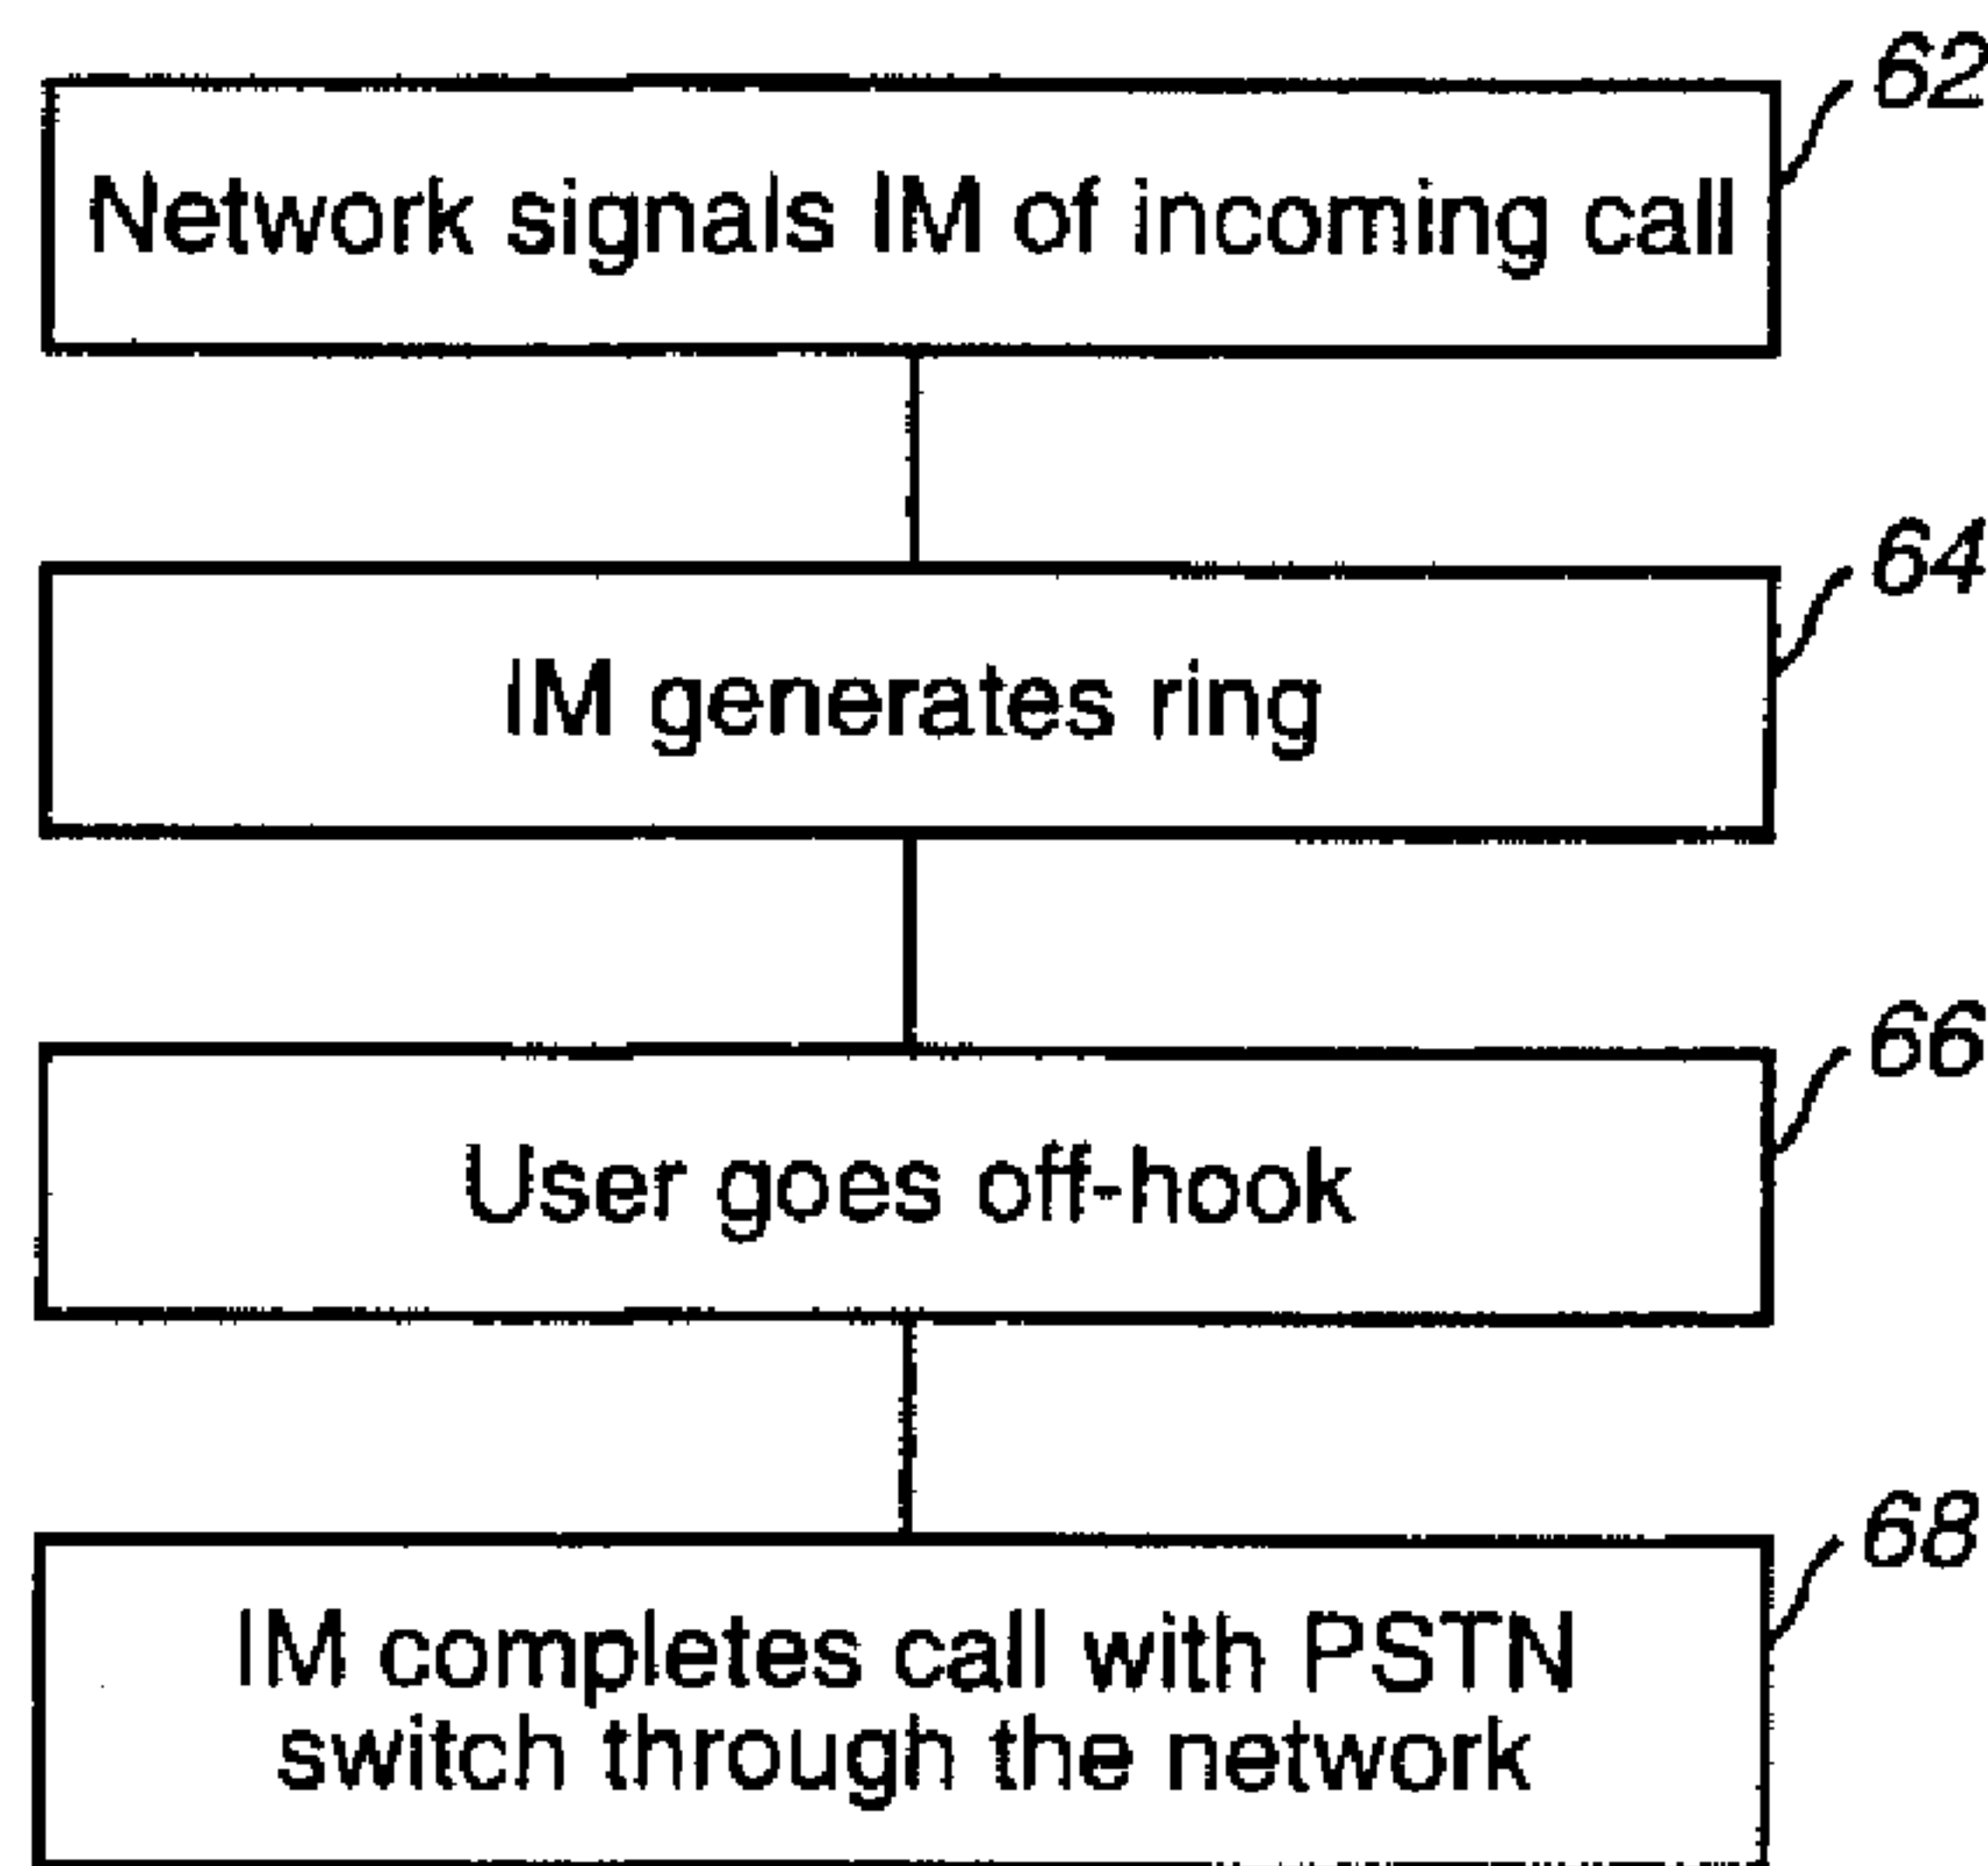 62
Network signals IM of incoming call
64
IM generates ring
66
User goes off-hook
68
IM completes call with PSTN
switch through the network